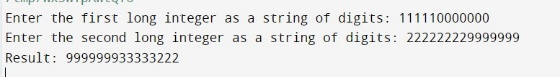 Enter the first long integer as a string of digits: 111110000000
Enter the second long integer as a string of digits: 222222229999999
Result: 999999933333222